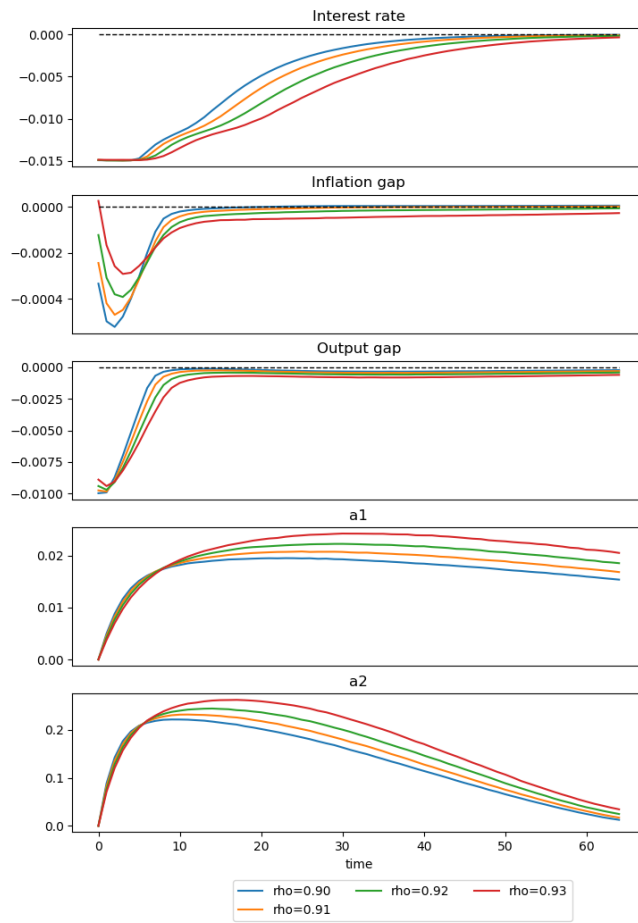 Interest rate
0.000
−0.005
−0.010
−0.015
Inflation gap
0.0000
−0.0002
−0.0004
Output gap
0.0000
−0.0025
−0.0050
−0.0075
−0.0100
a1
0.02
0.01
0.00
a2
0.2
0.1
0.0
0 10 20 30 40 50 60
time
rho=0.90 rho=0.92 rho=0.93
rho=0.91